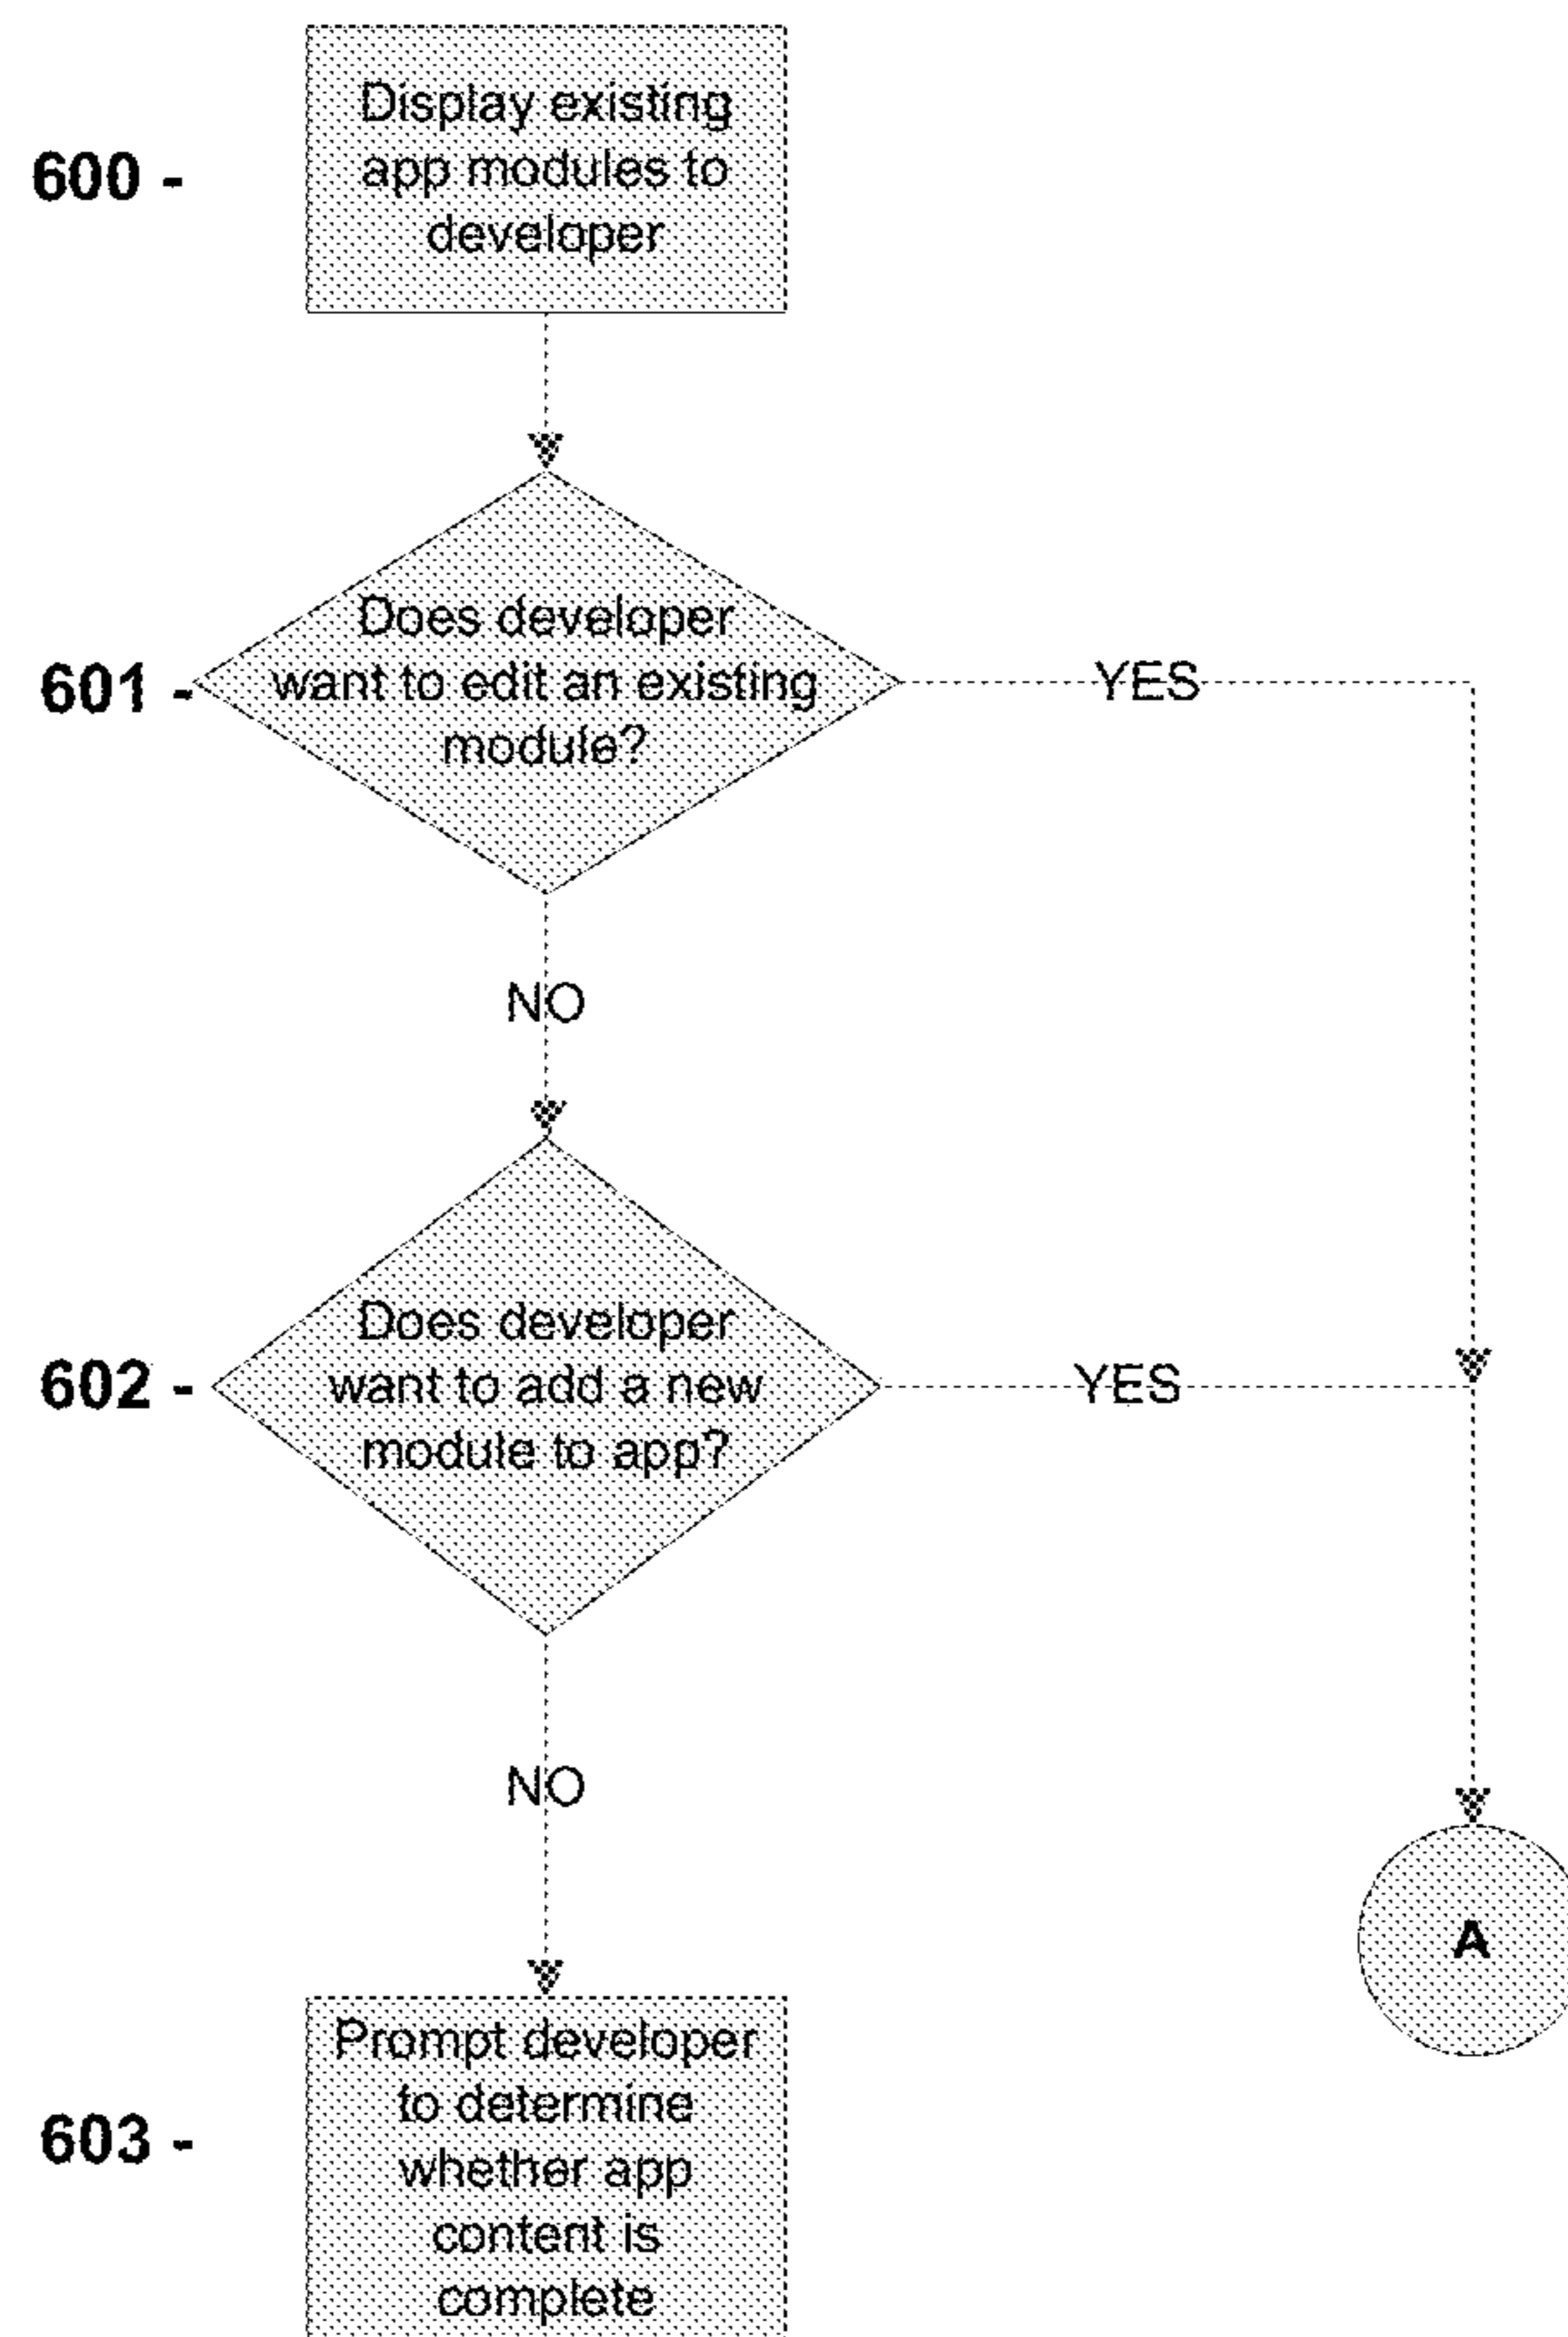 600 -
Display existing
app modules to
developer
601 -
Does developer
want to edit an existing
module?
YES
NO
602 -
Does developer
want to add a new
module to app?
YES
NO
A
603 -
Prompt developer
to determine
whether app
content is
complete